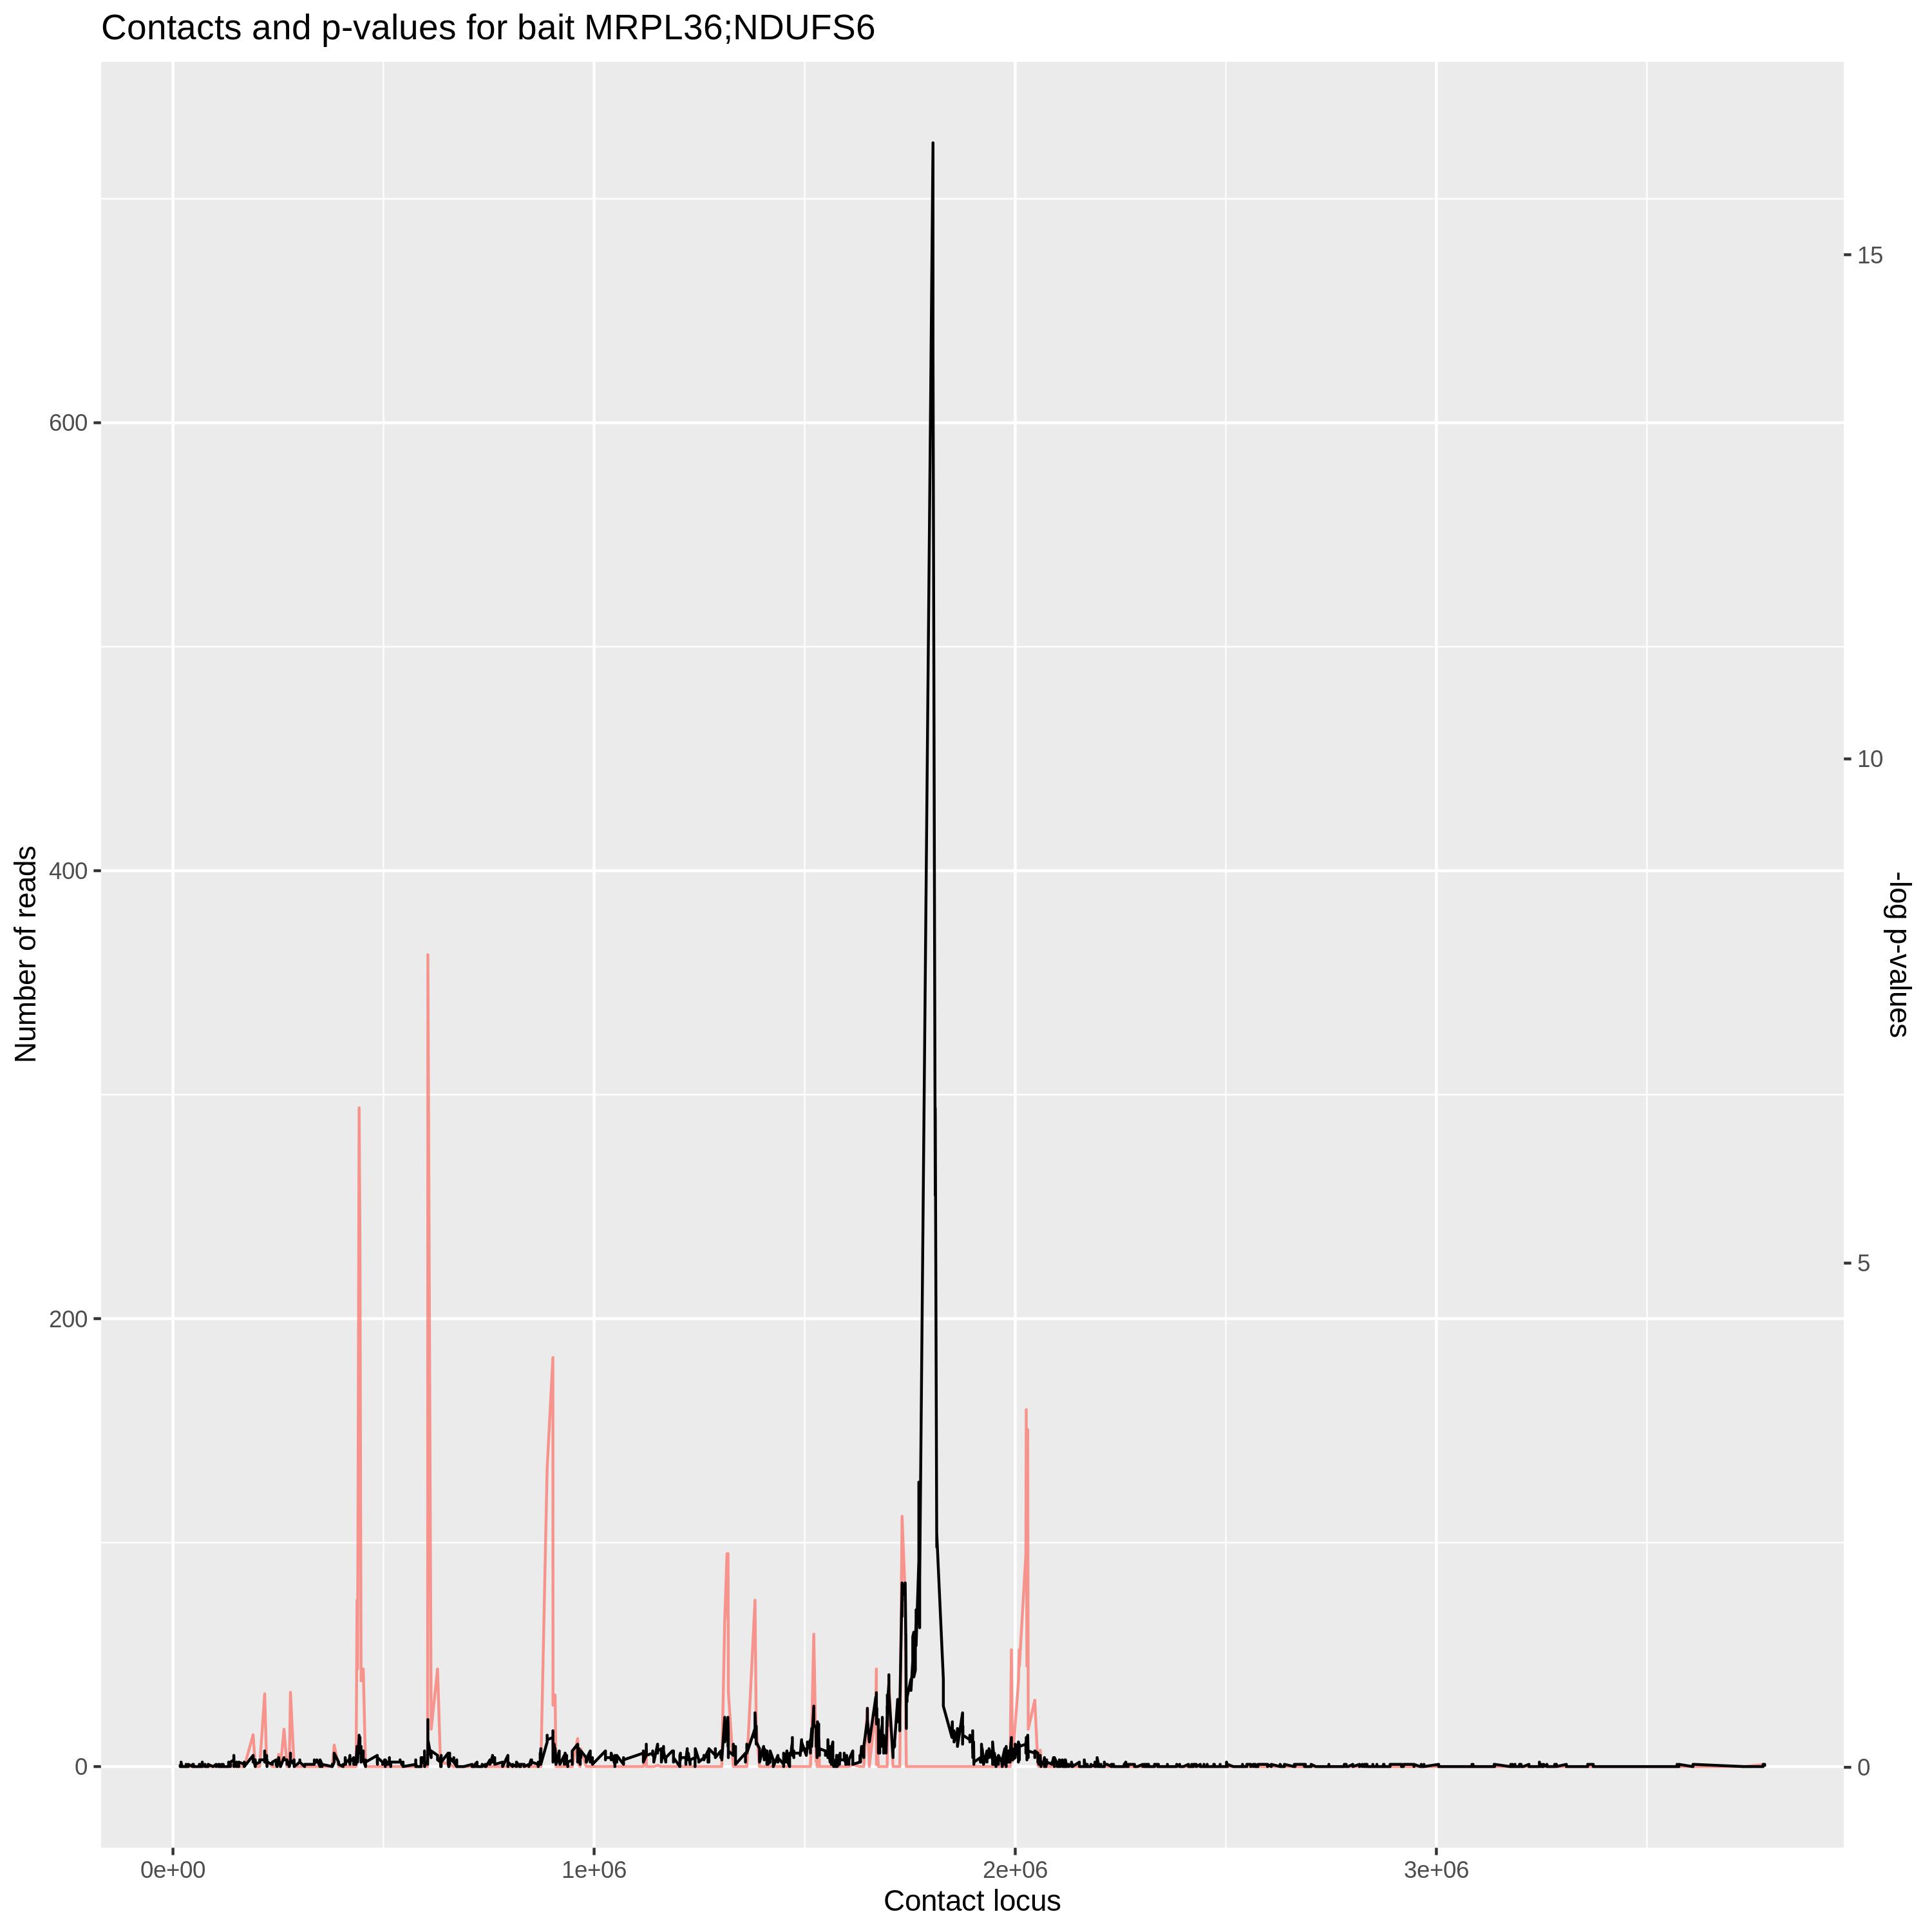 Contacts and p-values for bait MRPL36;NDUFS6
600
400
200
0
Number of reads
15
10
5
0
-log p-values
0e+00
1e+06
2e+06
3e+06
Contact locus